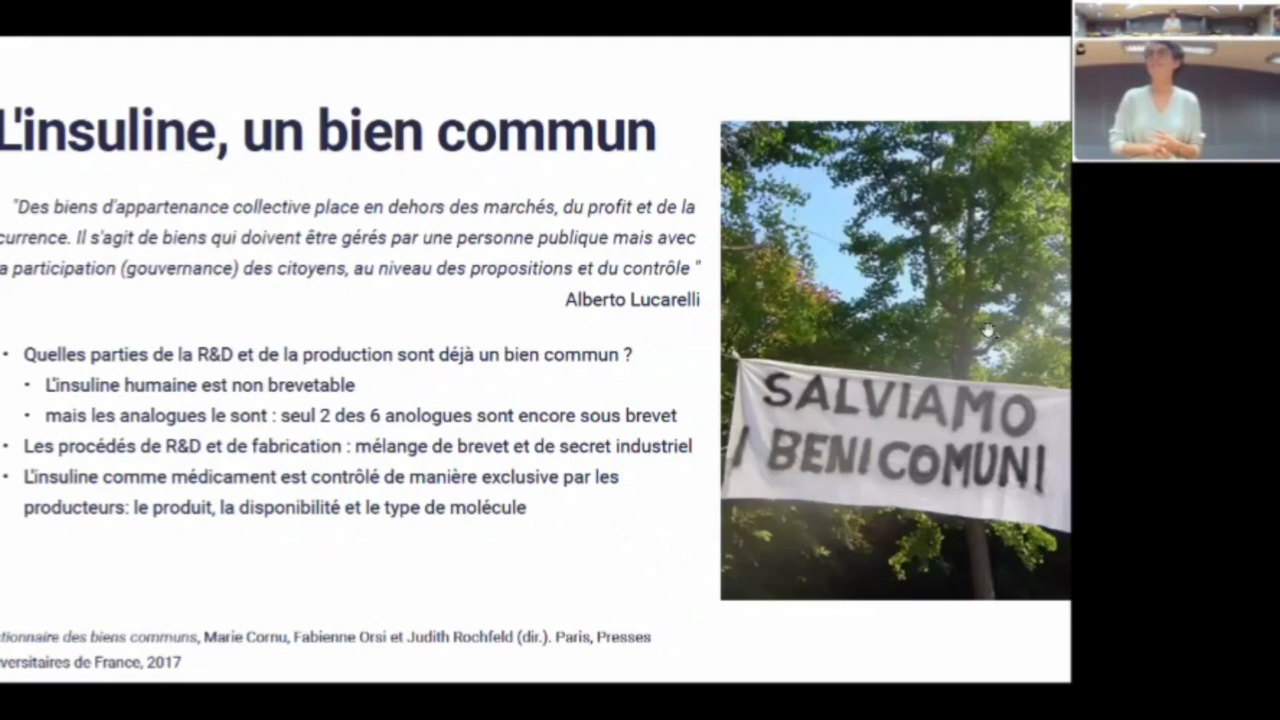 L'insuline, un bien commun
"Des biens d'appartenance collective place en dehors des marchés, du profit et de la
currence. Il s'agit de biens qui doivent être gérés par une personne publique mais avec
a participation (gouvernance) des citoyens, au niveau des propositions et du contrôle "
Alberto Lucarelli
• Quelles parties de la R&D et de la production sont déjà un bien commun ?
• L'insuline humaine est non brevetable
• mais les analogues le sont : seul 2 des 6 anologues sont encore sous brevet
• Les procédés de R&D et de fabrication : mélange de brevet et de secret industriel
• L'insuline comme médicament est contrôlé de manière exclusive par les
producteurs: le produit, la disponibilité et le type de molécule
SALVIAMO
I BENI COMUNI
tionnaire des biens communs, Marie Cornu, Fabienne Orsi et Judith Rochfeld (dir.). Paris, Presses
versitaires de France, 2017